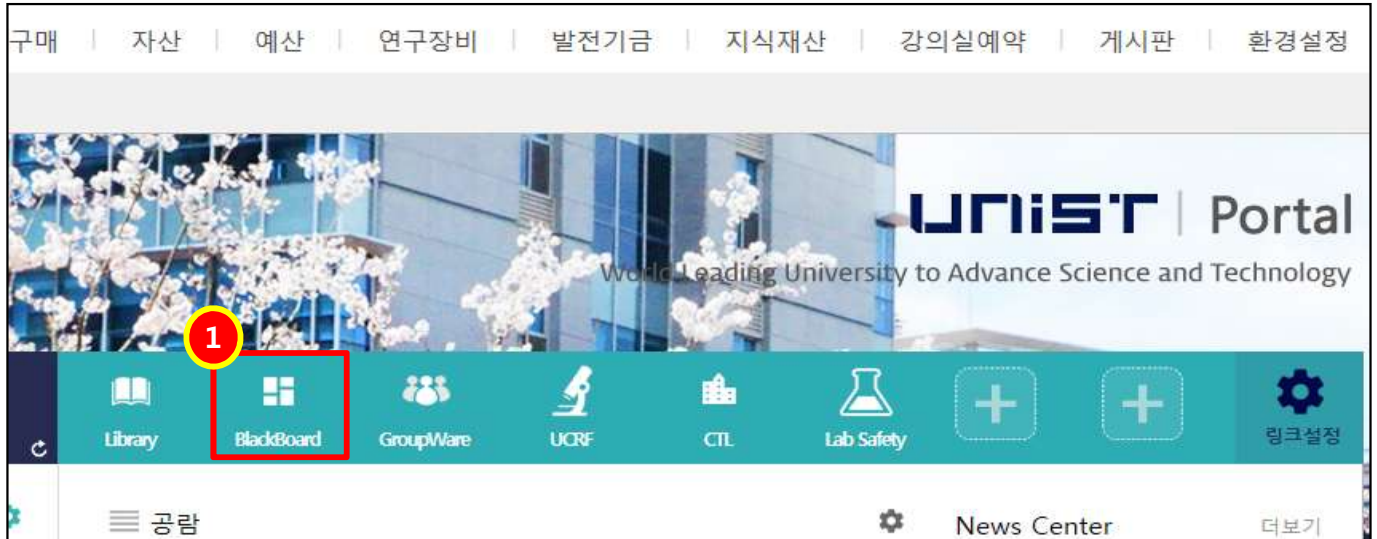 구매 자산 예산 연구장비 발전기금 지식재산 강의실예약 게시판 환경설정
UNIST Portal
World Leading University to Advance Science and Technology
1
Library BlackBoard GroupWare UCRF CTL Lab Safety 링크설정
공람 News Center 더보기